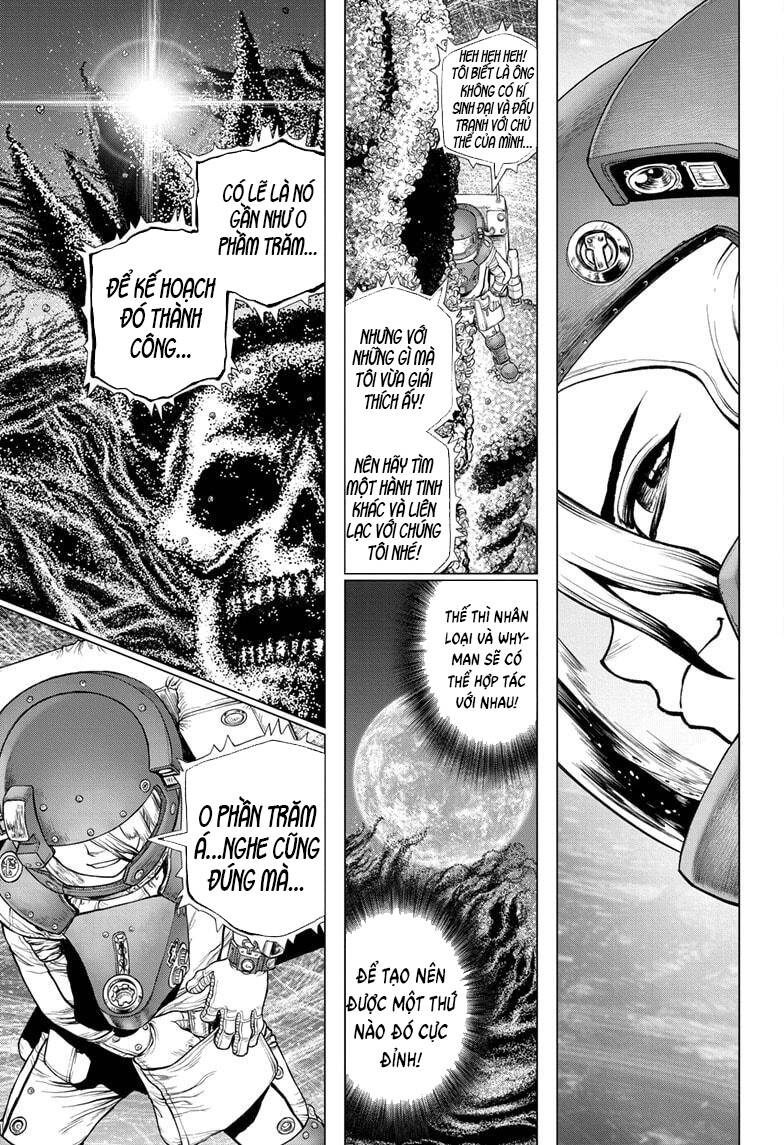 HEH HEH HEH!
TÔI BIẾT LÀ ÔNG
KHÔNG CÓ KÍ
SINH ĐẠI VÀ ĐẤU
TRANH VỚI CHỦ
THỂ CỦA MÌNH...
NHƯNG VỚI
NHỮNG GÌ MÀ
TÔI VỪA GIẢI
THÍCH ẤY!
NÊN HÃY TÌM
MỘT HÀNH TINH
KHÁC VÀ LIÊN
LẠC VỚI CHÚNG
TÔI NHÉ!
THẾ THÌ NHÂN
LOẠI VÀ WHY-
MAN SẼ CÓ
THỂ HỢP TÁC
VỚI NHAU!
ĐỂ TẠO NÊN
ĐƯỢC MỘT THỨ
NÀO ĐÓ CỰC
ĐỈNH!
CÓ LẼ LÀ NÓ
GẦN NHƯ 0
PHẦM TRĂM...
ĐỂ KẾ HOẠCH
ĐÓ THÀNH
CÔNG...
0 PHẦN TRĂM
Á...NGHE CŨNG
ĐÚNG MÀ...